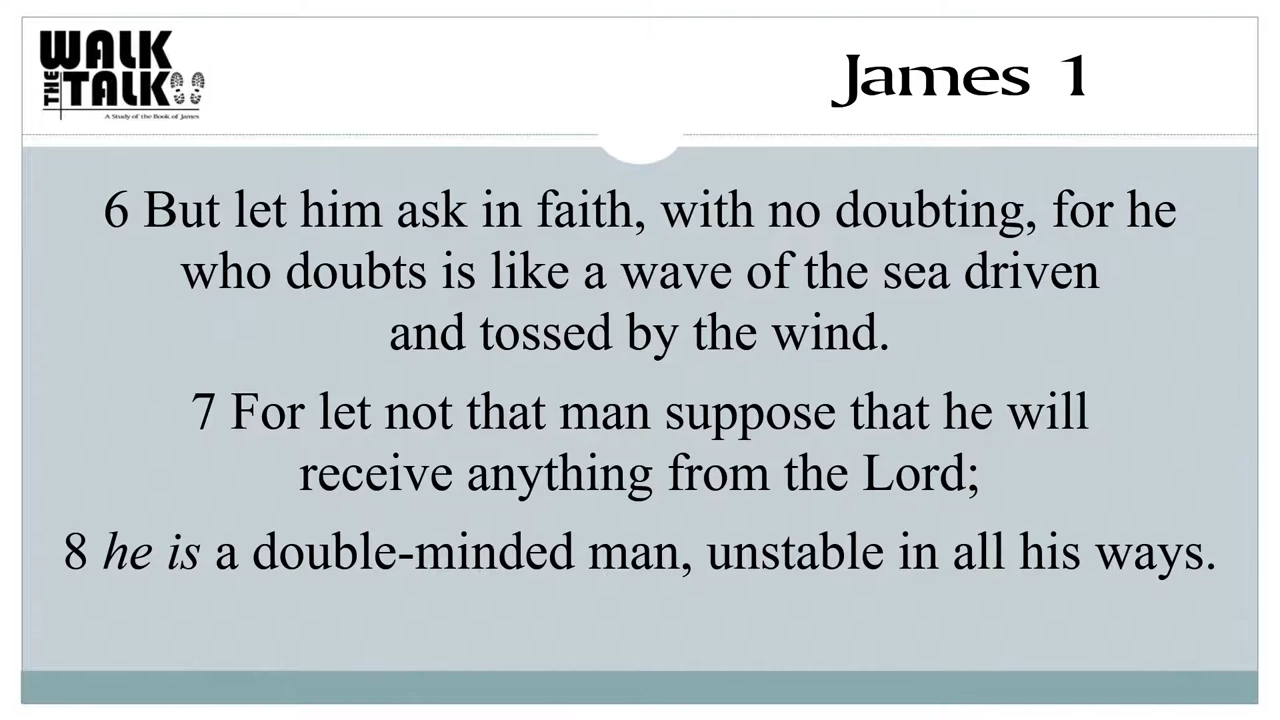 WALK
THE TALK
A Study of the Book of James
James 1
6 But let him ask in faith, with no doubting, for he
who doubts is like a wave of the sea driven
and tossed by the wind.
7 For let not that man suppose that he will
receive anything from the Lord;
8 he is a double-minded man, unstable in all his ways.